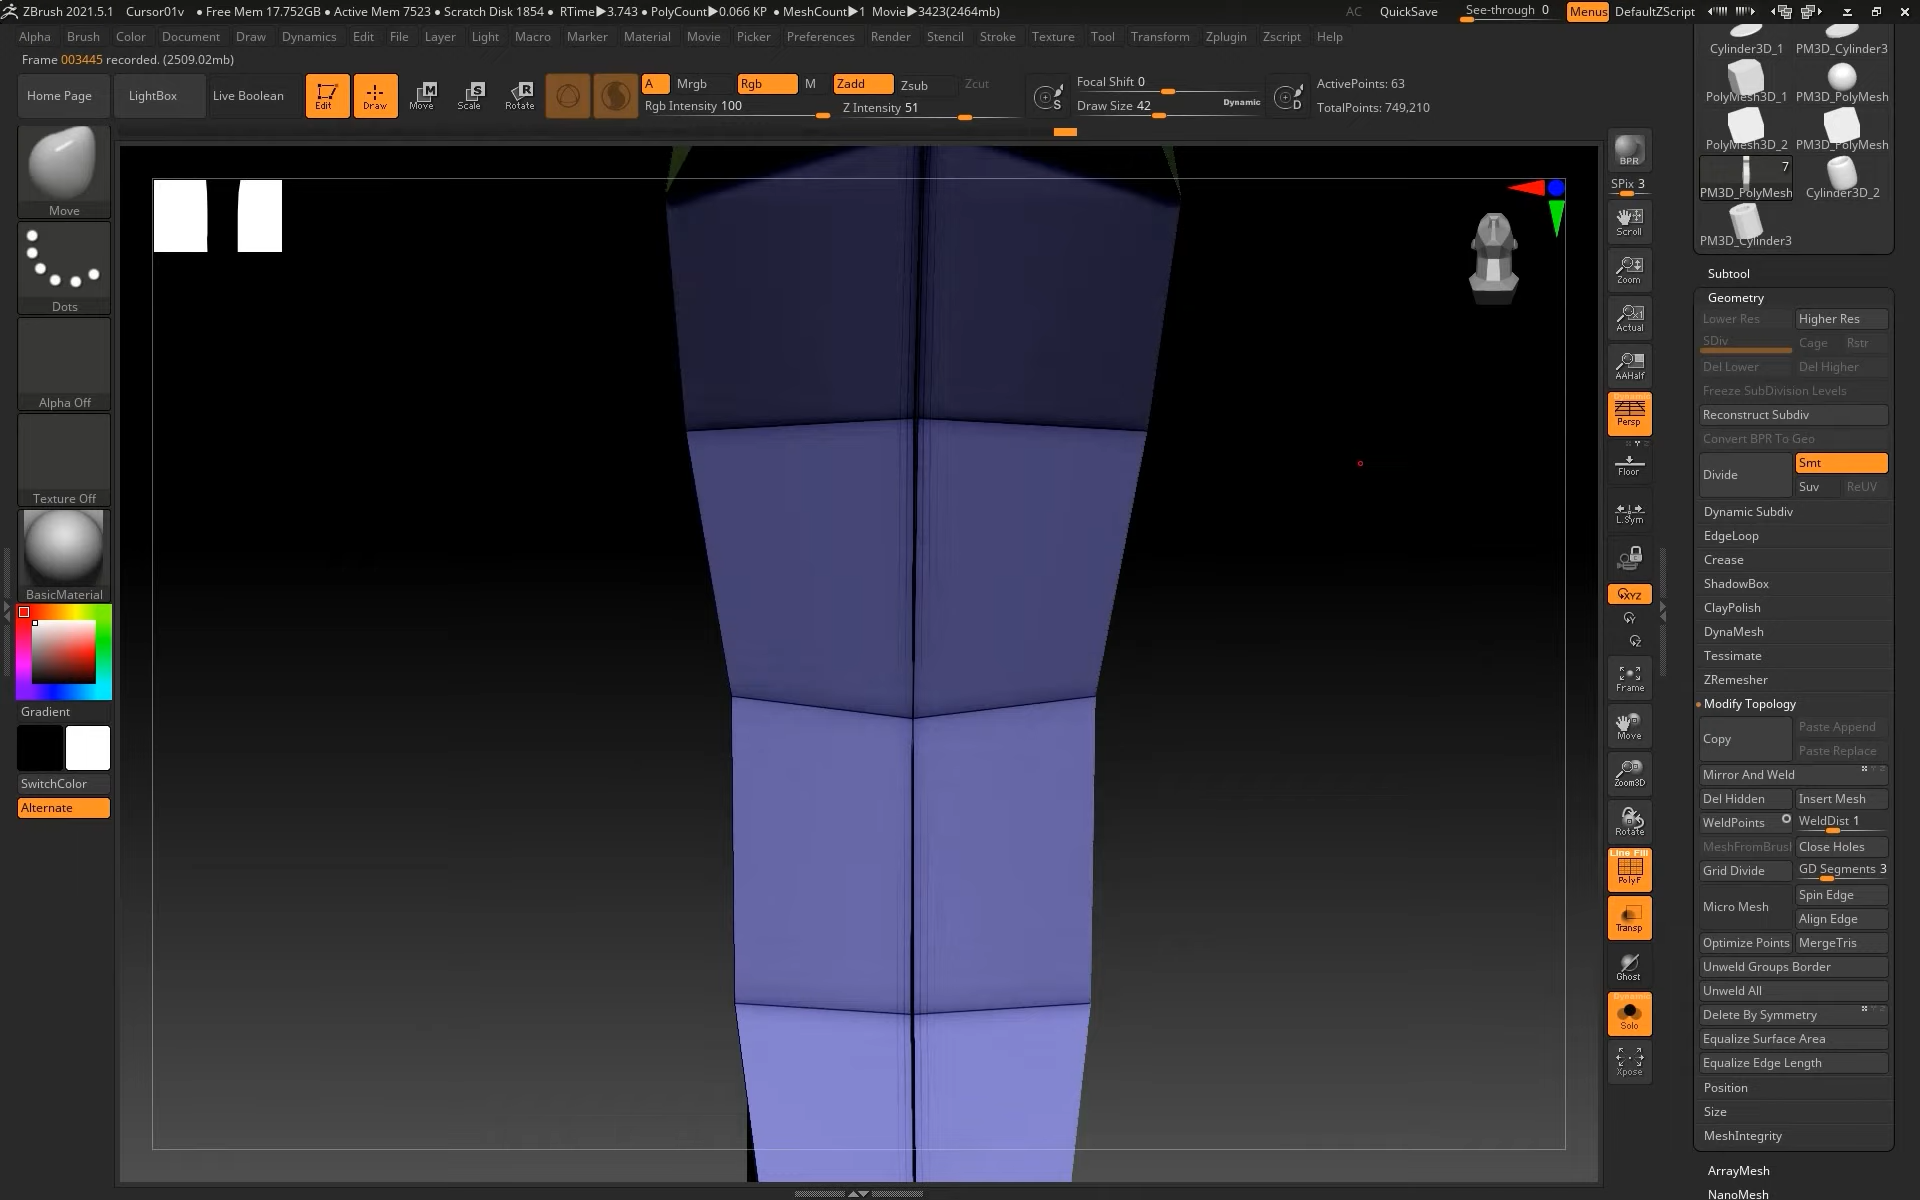 ZBrush 2021.5.1 Cursor01v • Free Mem 17.752GB • Active Mem 7523 • Scratch Disk 1854 • RTime▶3.743 • PolyCount▶0.066 KP • MeshCount▶1 Movie▶3423(2464mb) AC QuickSave See-through 0 Menus DefaultZScript
Alpha Brush Color Document Draw Dynamics Edit File Layer Light Macro Marker Material Movie Picker Preferences Render Stencil Stroke Texture Tool Transform Zplugin Zscript Help
Frame 003445 recorded. (2509.02mb)
Home Page LightBox Live Boolean Edit Draw Move Scale Rotate
A Mrgb Rgb M Zadd Zsub Zcut
Rgb Intensity 100 Z Intensity 51
Focal Shift 0
Draw Size 42 Dynamic
S D
ActivePoints: 63
TotalPoints: 749,210
Move
Dots
Alpha Off
Texture Off
BasicMaterial
Gradient
SwitchColor
Alternate
BPR
SPix 3
Scroll
Zoom
Actual
AAHalf
Dynamic
Persp
Floor
L.Sym
XYZ
Y
Z
Frame
Move
Zoom3D
Rotate
Line Fill
PolyF
Transp
Ghost
Dynamic
Solo
Xpose
Cylinder3D_1 PM3D_Cylinder3
PolyMesh3D_1 PM3D_PolyMesh
PolyMesh3D_2 PM3D_PolyMesh
7
PM3D_PolyMesh Cylinder3D_2
PM3D_Cylinder3
Subtool
Geometry
Lower Res Higher Res
SDiv Cage Rstr
Del Lower Del Higher
Freeze SubDivision Levels
Reconstruct Subdiv
Convert BPR To Geo
Divide Smt
Suv ReUV
Dynamic Subdiv
EdgeLoop
Crease
ShadowBox
ClayPolish
DynaMesh
Tessimate
ZRemesher
Modify Topology
Copy Paste Append
Paste Replace
Mirror And Weld
Del Hidden Insert Mesh
WeldPoints WeldDist 1
MeshFromBrush Close Holes
Grid Divide GD Segments 3
Micro Mesh Spin Edge
Align Edge
Optimize Points MergeTris
Unweld Groups Border
Unweld All
Delete By Symmetry
Equalize Surface Area
Equalize Edge Length
Position
Size
MeshIntegrity
ArrayMesh
NanoMesh